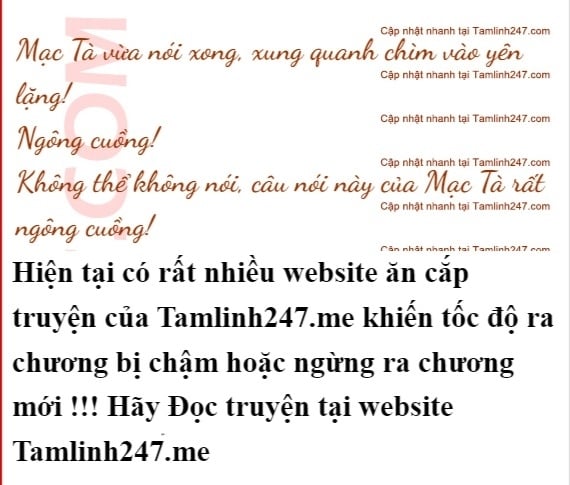 Cập nhật nhanh tại Tamlinh247.com
Mạc Tà vừa nói xong, xung quanh chìm vào yên
Cập nhật nhanh tại Tamlinh247.com
lặng!
Cập nhật nhanh tại Tamlinh247.com
Ngông cuồng!
Cập nhật nhanh tại Tamlinh247.com
Không thể không nói, câu nói này của Mạc Tà rất
Cập nhật nhanh tại Tamlinh247.com
ngông cuồng!
Cập nhật nhanh tại Tamlinh247.com
.COM
Hiện tại có rất nhiều website ăn cắp
truyện của Tamlinh247.me khiến tốc độ ra
chương bị chậm hoặc ngừng ra chương
mới !!! Hãy Đọc truyện tại website
Tamlinh247.me